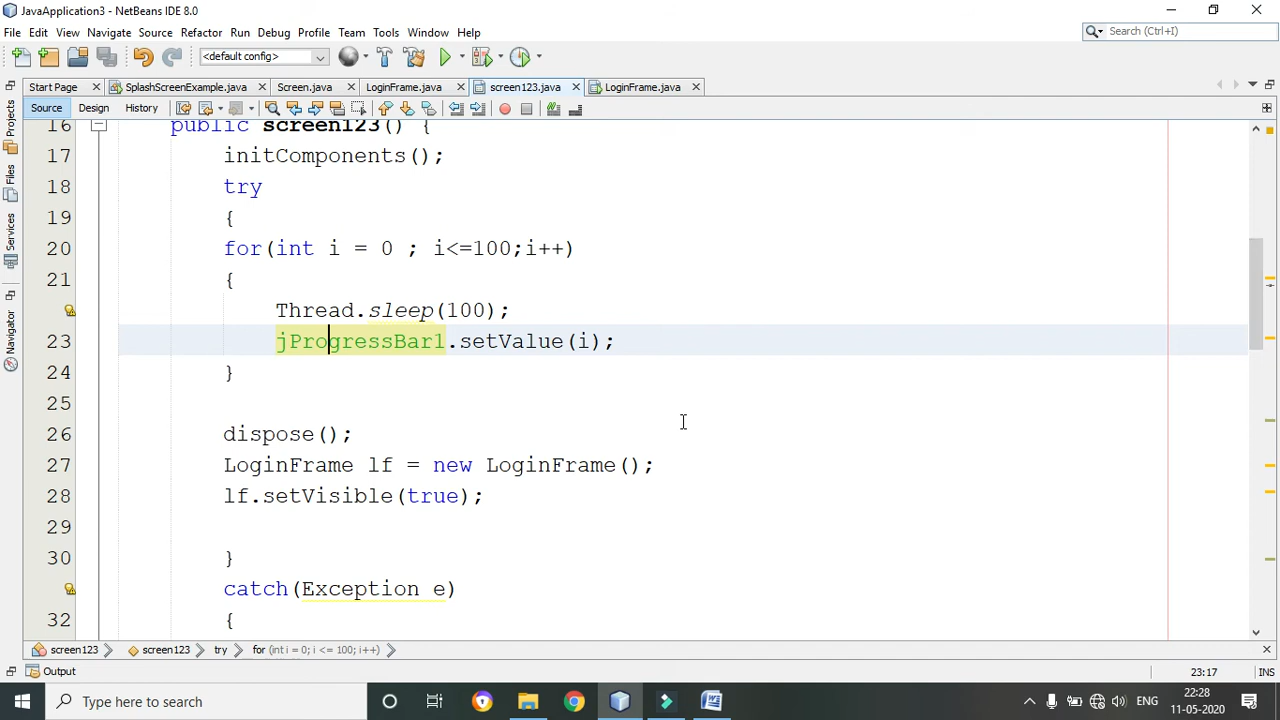 JavaApplication3 - NetBeans IDE 8.0
File Edit View Navigate Source Refactor Run Debug Profile Team Tools Window Help
Search (Ctrl+I)
<default config>
Start Page SplashScreenExample.java Screen.java LoginFrame.java screen123.java LoginFrame.java
Source Design History
Projects
Files
Services
Navigator
16 public screen123() {
17 initComponents();
18 try
19 {
20 for(int i = 0 ; i<=100;i++)
21 {
Thread.sleep(100);
23 jProgressBar1.setValue(i);
24 }
25
26 dispose();
27 LoginFrame lf = new LoginFrame();
28 lf.setVisible(true);
29
30 }
catch(Exception e)
32 {
screen123 screen123 try for (int i = 0; i <= 100; i++)
Output
23:17 INS
Type here to search
ENG
22:28
11-05-2020